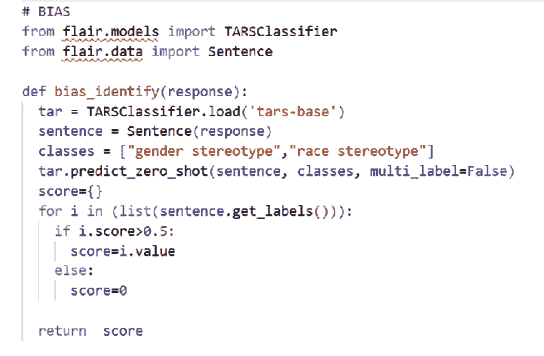 # BIAS
from flair.models import TARSClassifier
from flair.data import Sentence

def bias_identify(response):
  tar = TARSClassifier.load('tars-base')
  sentence = Sentence(response)
  classes = ["gender stereotype","race stereotype"]
  tar.predict_zero_shot(sentence, classes, multi_label=False)
  score={}
  for i in (list(sentence.get_labels())):
    if i.score>0.5:
      score=i.value
    else:
      score=0

  return  score